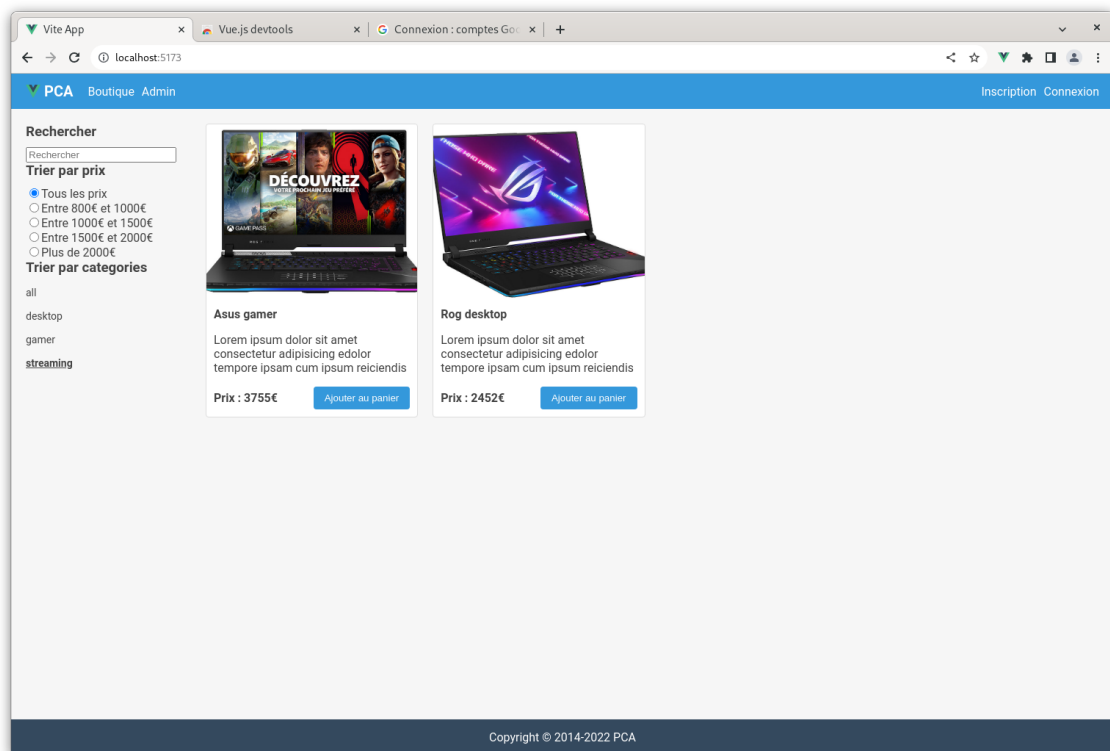 Vite App
Vue.js devtools
Connexion : comptes Goo
localhost:5173
PCA
Boutique Admin
Inscription Connexion
Rechercher
Rechercher
Trier par prix
Tous les prix
Entre 800€ et 1000€
Entre 1000€ et 1500€
Entre 1500€ et 2000€
Plus de 2000€
Trier par categories
all
desktop
gamer
streaming
DÉCOUVREZ
VOTRE PROCHAIN JEU PRÉFÉRÉ
GAME PASS
Asus gamer
Lorem ipsum dolor sit amet
consectetur adipisicing edolor
tempore ipsam cum ipsum reiciendis
Prix : 3755€
Ajouter au panier
Rog desktop
Lorem ipsum dolor sit amet
consectetur adipisicing edolor
tempore ipsam cum ipsum reiciendis
Prix : 2452€
Ajouter au panier
Copyright © 2014-2022 PCA